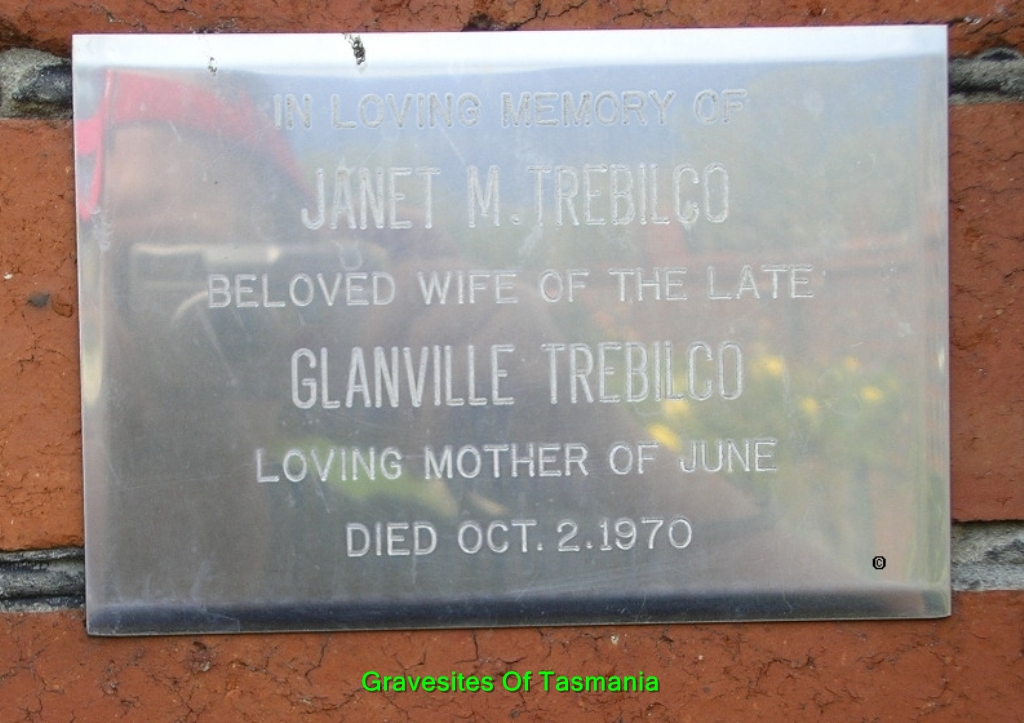 IN LOVING MEMORY OF
JANET M. TREBILCO
BELOVED WIFE OF THE LATE
GLANVILLE TREBILCO
LOVING MOTHER OF JUNE
DIED OCT. 2. 1970
©
Gravesites Of Tasmania